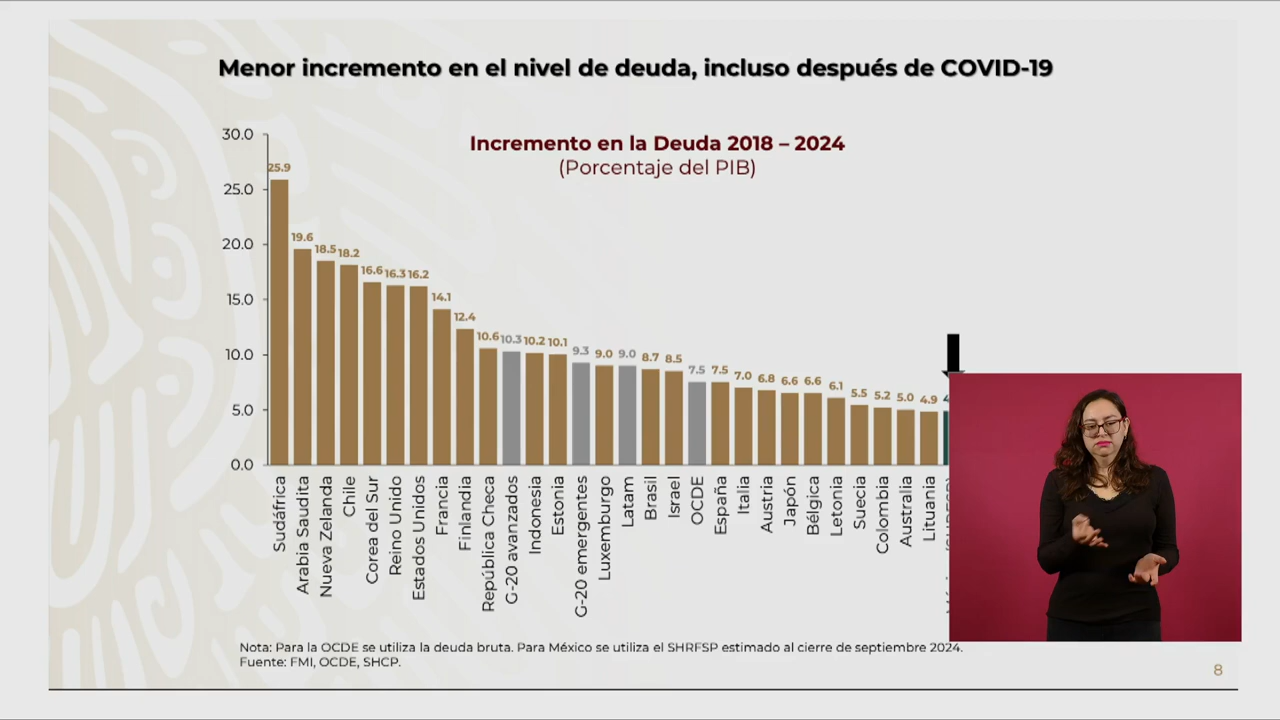 Menor incremento en el nivel de deuda, incluso después de COVID-19
Incremento en la Deuda 2018 – 2024
(Porcentaje del PIB)
30.0
25.0
20.0
15.0
10.0
5.0
0.0
25.9
19.6
18.5
18.2
16.6
16.3
16.2
14.1
12.4
10.6
10.3
10.2
10.1
9.3
9.0
9.0
8.7
8.5
7.5
7.5
7.0
6.8
6.6
6.6
6.1
5.5
5.2
5.0
4.9
Sudáfrica
Arabia Saudita
Nueva Zelanda
Chile
Corea del Sur
Reino Unido
Estados Unidos
Francia
Finlandia
República Checa
G-20 avanzados
Indonesia
Estonia
G-20 emergentes
Luxemburgo
Latam
Brasil
Israel
OCDE
España
Italia
Austria
Japón
Bélgica
Letonia
Suecia
Colombia
Australia
Lituania
Nota: Para la OCDE se utiliza la deuda bruta. Para México se utiliza el SHRFSP estimado al cierre de septiembre 2024.
Fuente: FMI, OCDE, SHCP.
8